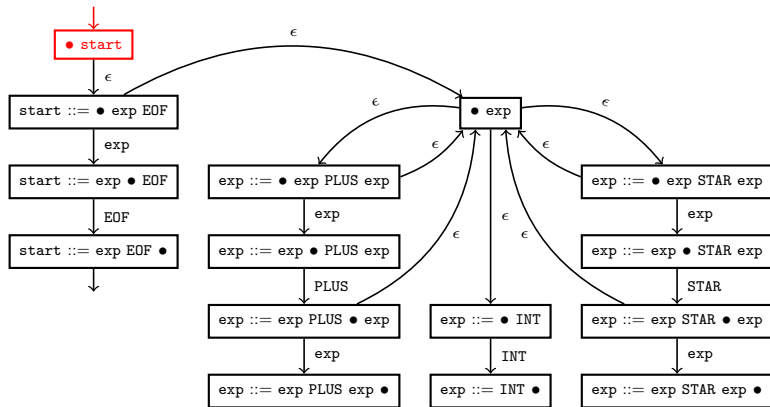 ● start
ϵ
ϵ
start ::= ● exp EOF
● exp
ϵ
ϵ
exp
ϵ
ϵ
start ::= exp ● EOF
exp ::= ● exp PLUS exp
exp ::= ● exp STAR exp
EOF
exp
ϵ
exp
ϵ
ϵ
ϵ
start ::= exp EOF ●
exp ::= exp ● PLUS exp
exp ::= exp ● STAR exp
PLUS
STAR
exp ::= exp PLUS ● exp
exp ::= ● INT
exp ::= exp STAR ● exp
exp
INT
exp
exp ::= exp PLUS exp ●
exp ::= INT ●
exp ::= exp STAR exp ●